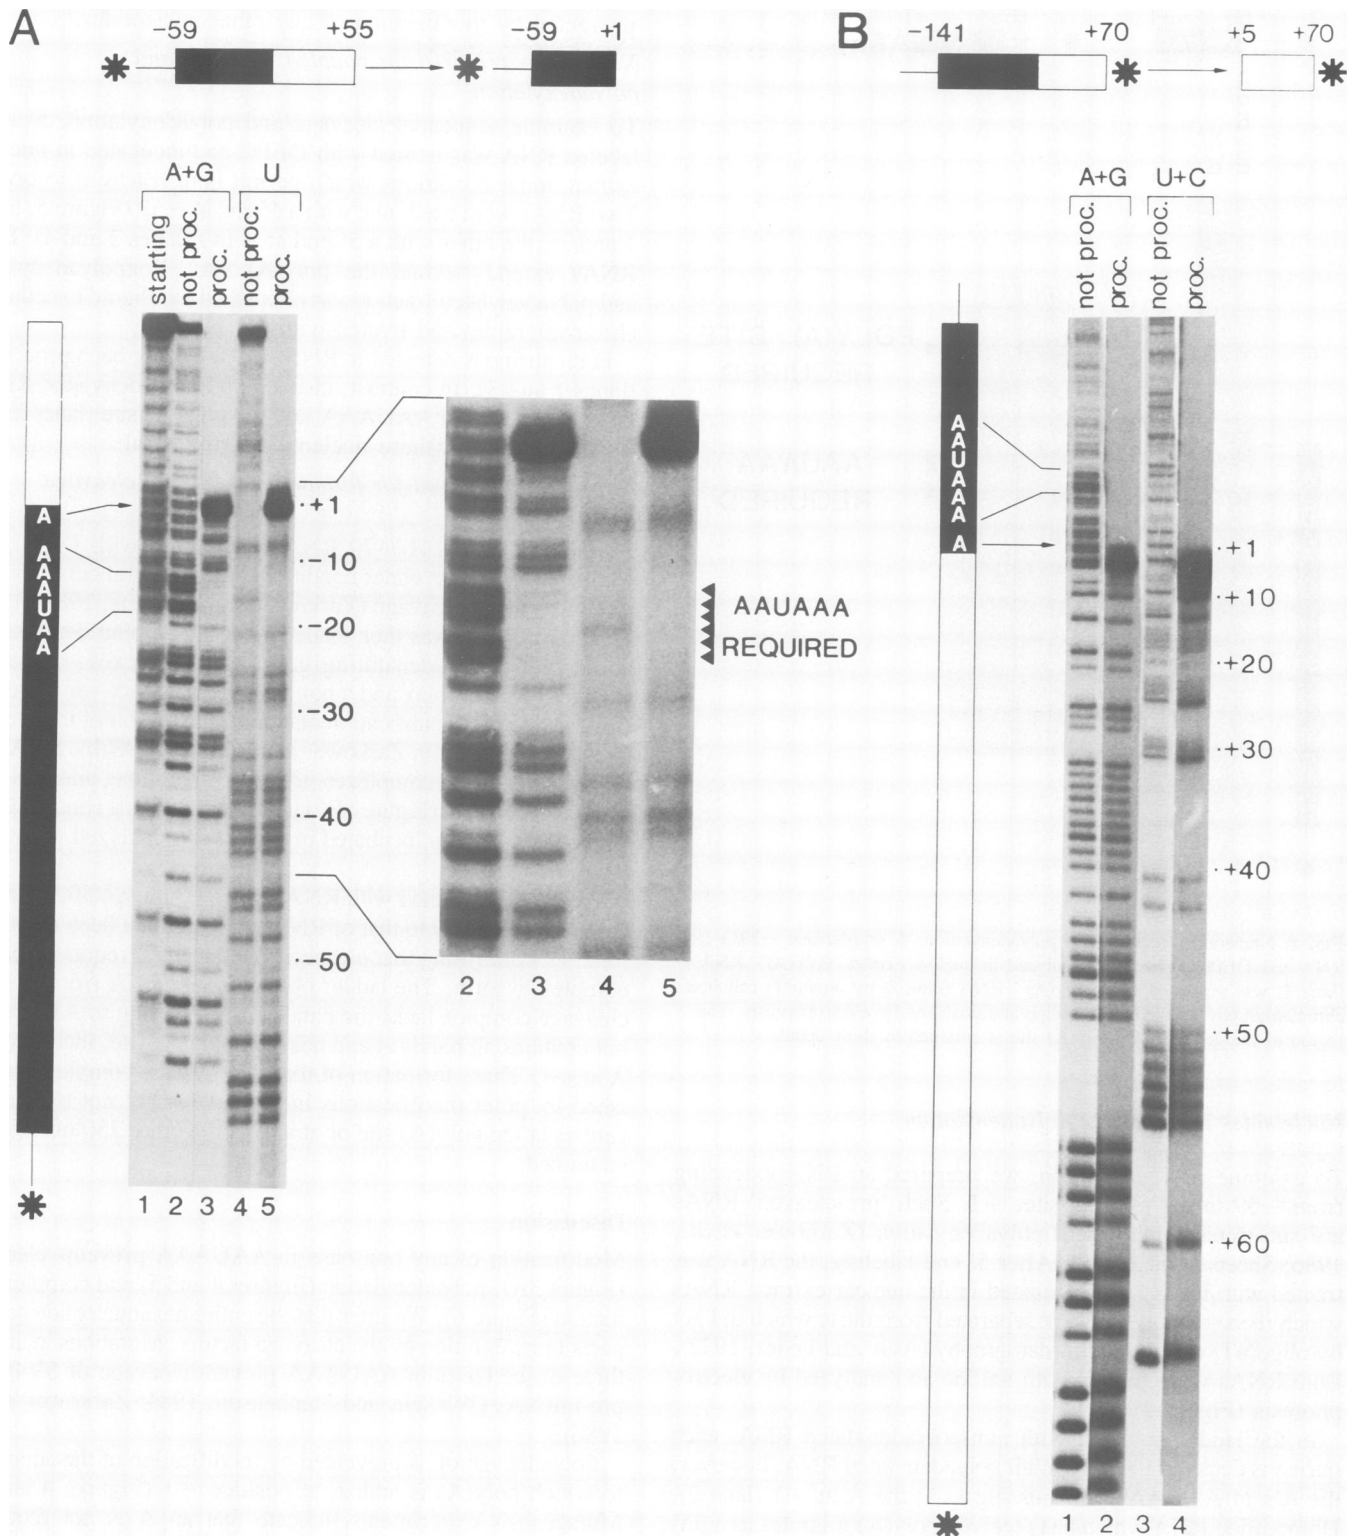 A
−59 +55
−59 +1
A+G U
starting
not proc.
proc.
not proc.
proc.
A
A
A
A
U
A
A
+1
−10
−20
−30
−40
−50
1 2 3 4 5
AAUAAA
REQUIRED
2 3 4 5
B
−141 +70 +5 +70
A+G U+C
not proc.
proc.
not proc.
proc.
A
A
U
A
A
A
A
+1
+10
+20
+30
+40
+50
+60
1 2 3 4